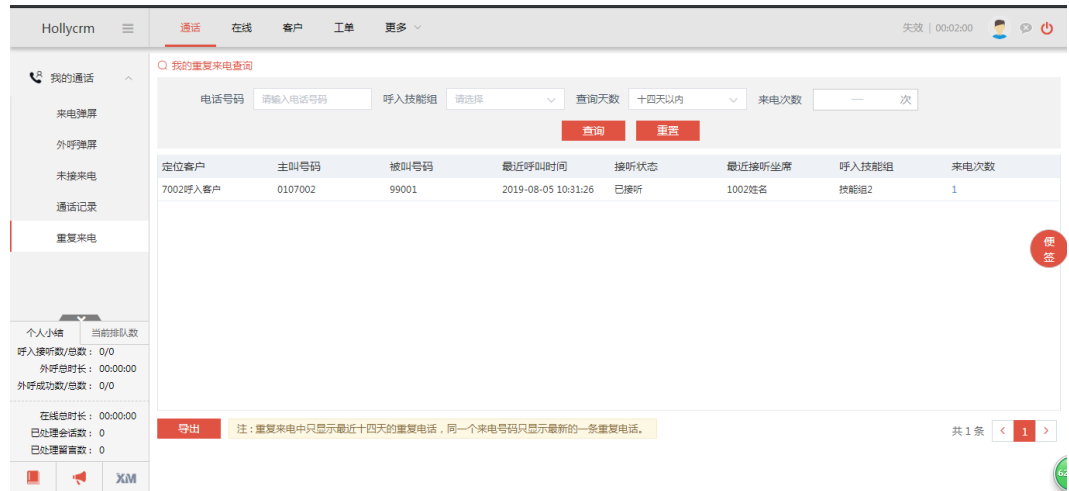 Hollycrm 通话 在线 客户 工单 更多 失效 | 00:02:00
我的通话
来电弹屏
外呼弹屏
未接来电
通话记录
重复来电
我的重复来电查询
电话号码 请输入电话号码 呼入技能组 请选择 查询天数 十四天以内 来电次数 — 次
查询 重置
定位客户 主叫号码 被叫号码 最近呼叫时间 接听状态 最近接听坐席 呼入技能组 来电次数
7002呼入客户 0107002 99001 2019-08-05 10:31:26 已接听 1002姓名 技能组2 1
便
签
个人小结 当前排队数
呼入接听数/总数： 0/0
外呼总时长： 00:00:00
外呼成功数/总数： 0/0
在线总时长： 00:00:00
已处理会话数： 0
已处理留言数： 0
XM
导出 注：重复来电中只显示最近十四天的重复电话，同一个来电号码只显示最新的一条重复电话。
共 1 条 < 1 >